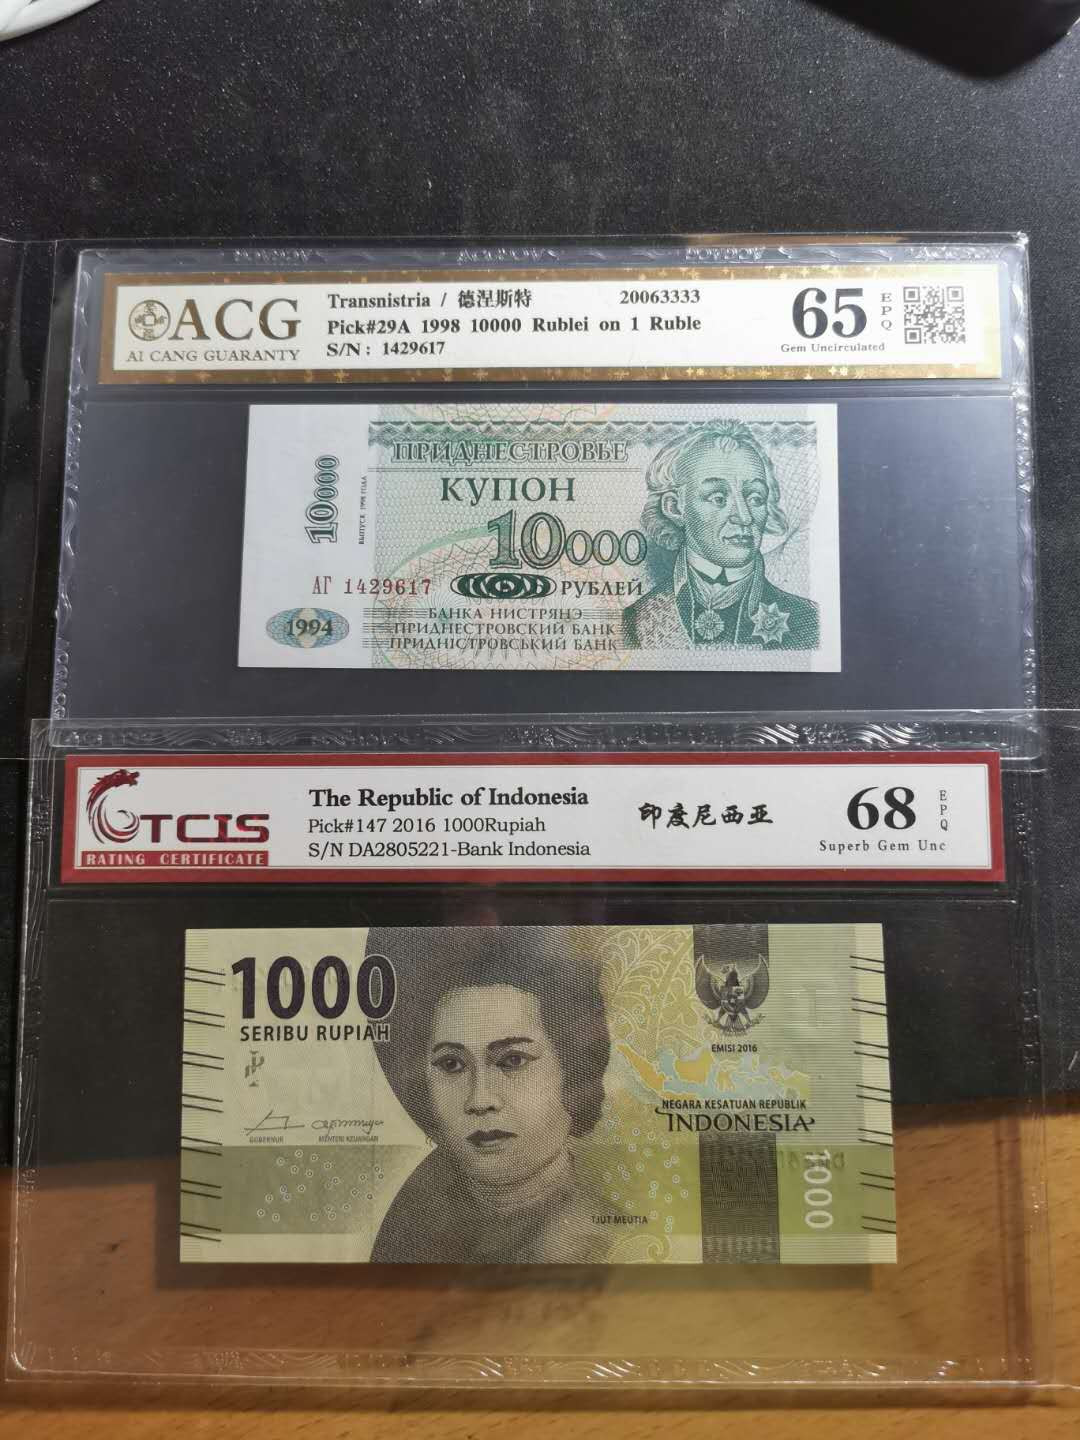 ACG
AI CANG GUARANTY
Transnistria / 德涅斯特 20063333
Pick#29A 1998 10000 Rublei on 1 Ruble
S/N : 1429617
65
EPQ
Gem Uncirculated
ПРИДНЕСТРОВЬЕ
КУПОН
10000
10000
ВЫПУСК 1998 ГОДА
АГ 1429617
РУБЛЕЙ
1994
БАНКА НИСТРЯНЭ
ПРИДНЕСТРОВСКИЙ БАНК
ПРИДНІСТРОВСЬКИЙ БАНК
TCIS
RATING CERTIFICATE
The Republic of Indonesia
Pick#147 2016 1000Rupiah
S/N DA2805221-Bank Indonesia
印度尼西亚
68
EPQ
Superb Gem Unc
1000
SERIBU RUPIAH
GUBERNUR
MENTERI KEUANGAN
EMISI 2016
NEGARA KESATUAN REPUBLIK
INDONESIA
TJUT MEUTIA
1000